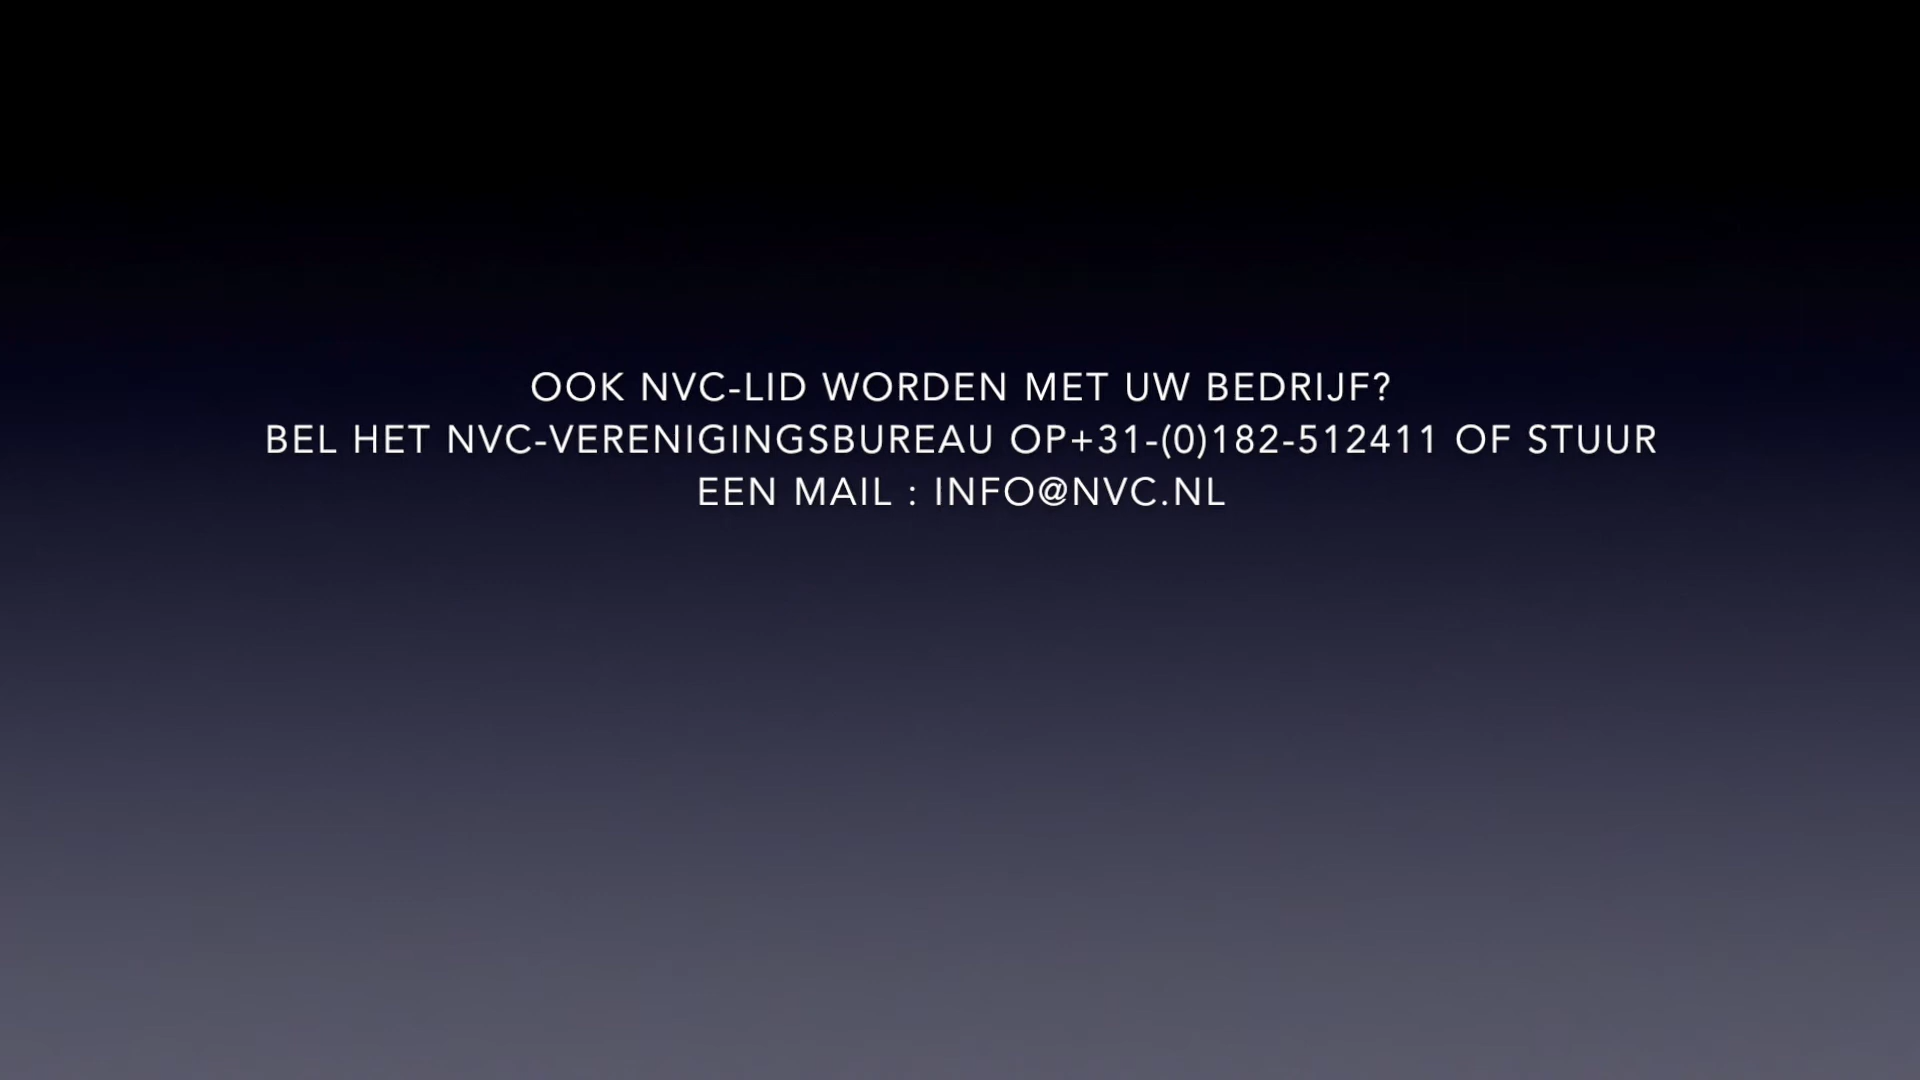 OOK NVC-LID WORDEN MET UW BEDRIJF?
BEL HET NVC-VERENIGINGSBUREAU OP+31-(0)182-512411 OF STUUR
EEN MAIL : INFO@NVC.NL